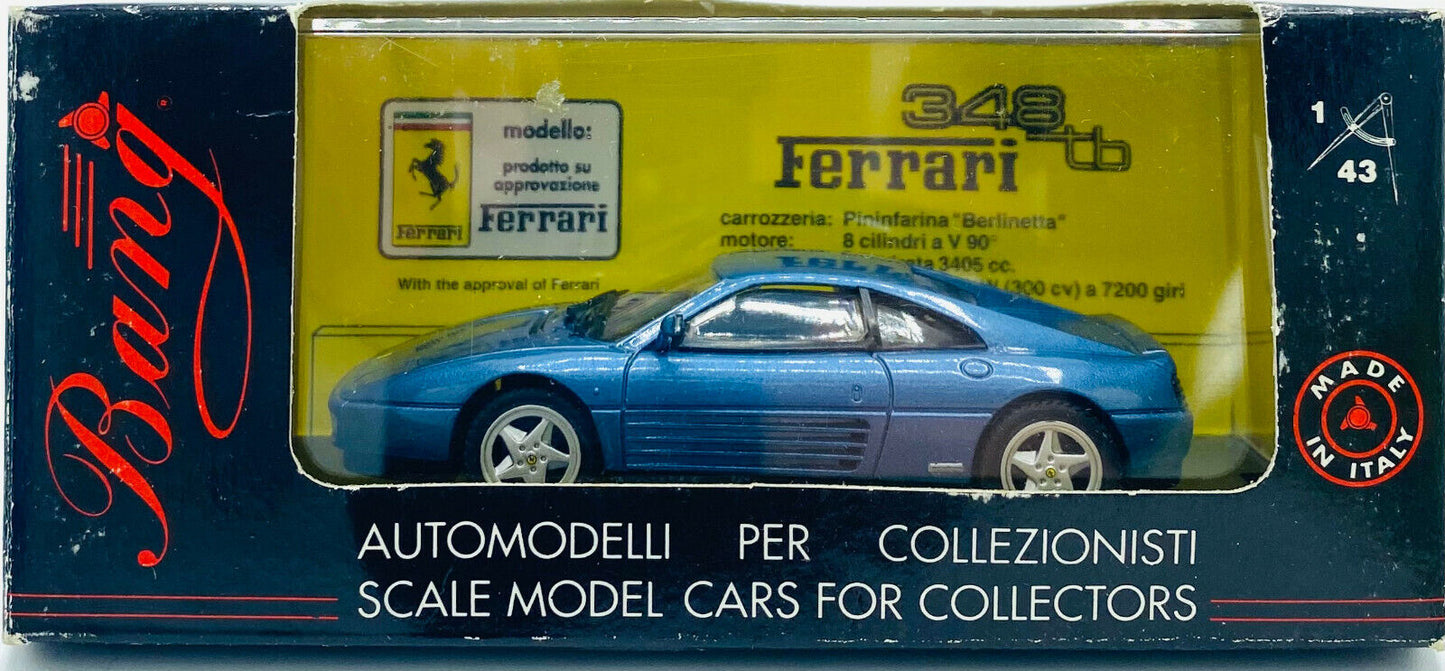 Bang®
modello:
prodotto su
approvazione
Ferrari
Ferrari
With the approval of Ferrari
348
tb
Ferrari
carrozzeria: Pininfarina "Berlinetta"
motore: 8 cilindri a V 90°
3405 cc.
(300 cv) a 7200 giri
1
43
MADE
IN ITALY
AUTOMODELLI PER COLLEZIONISTI
SCALE MODEL CARS FOR COLLECTORS